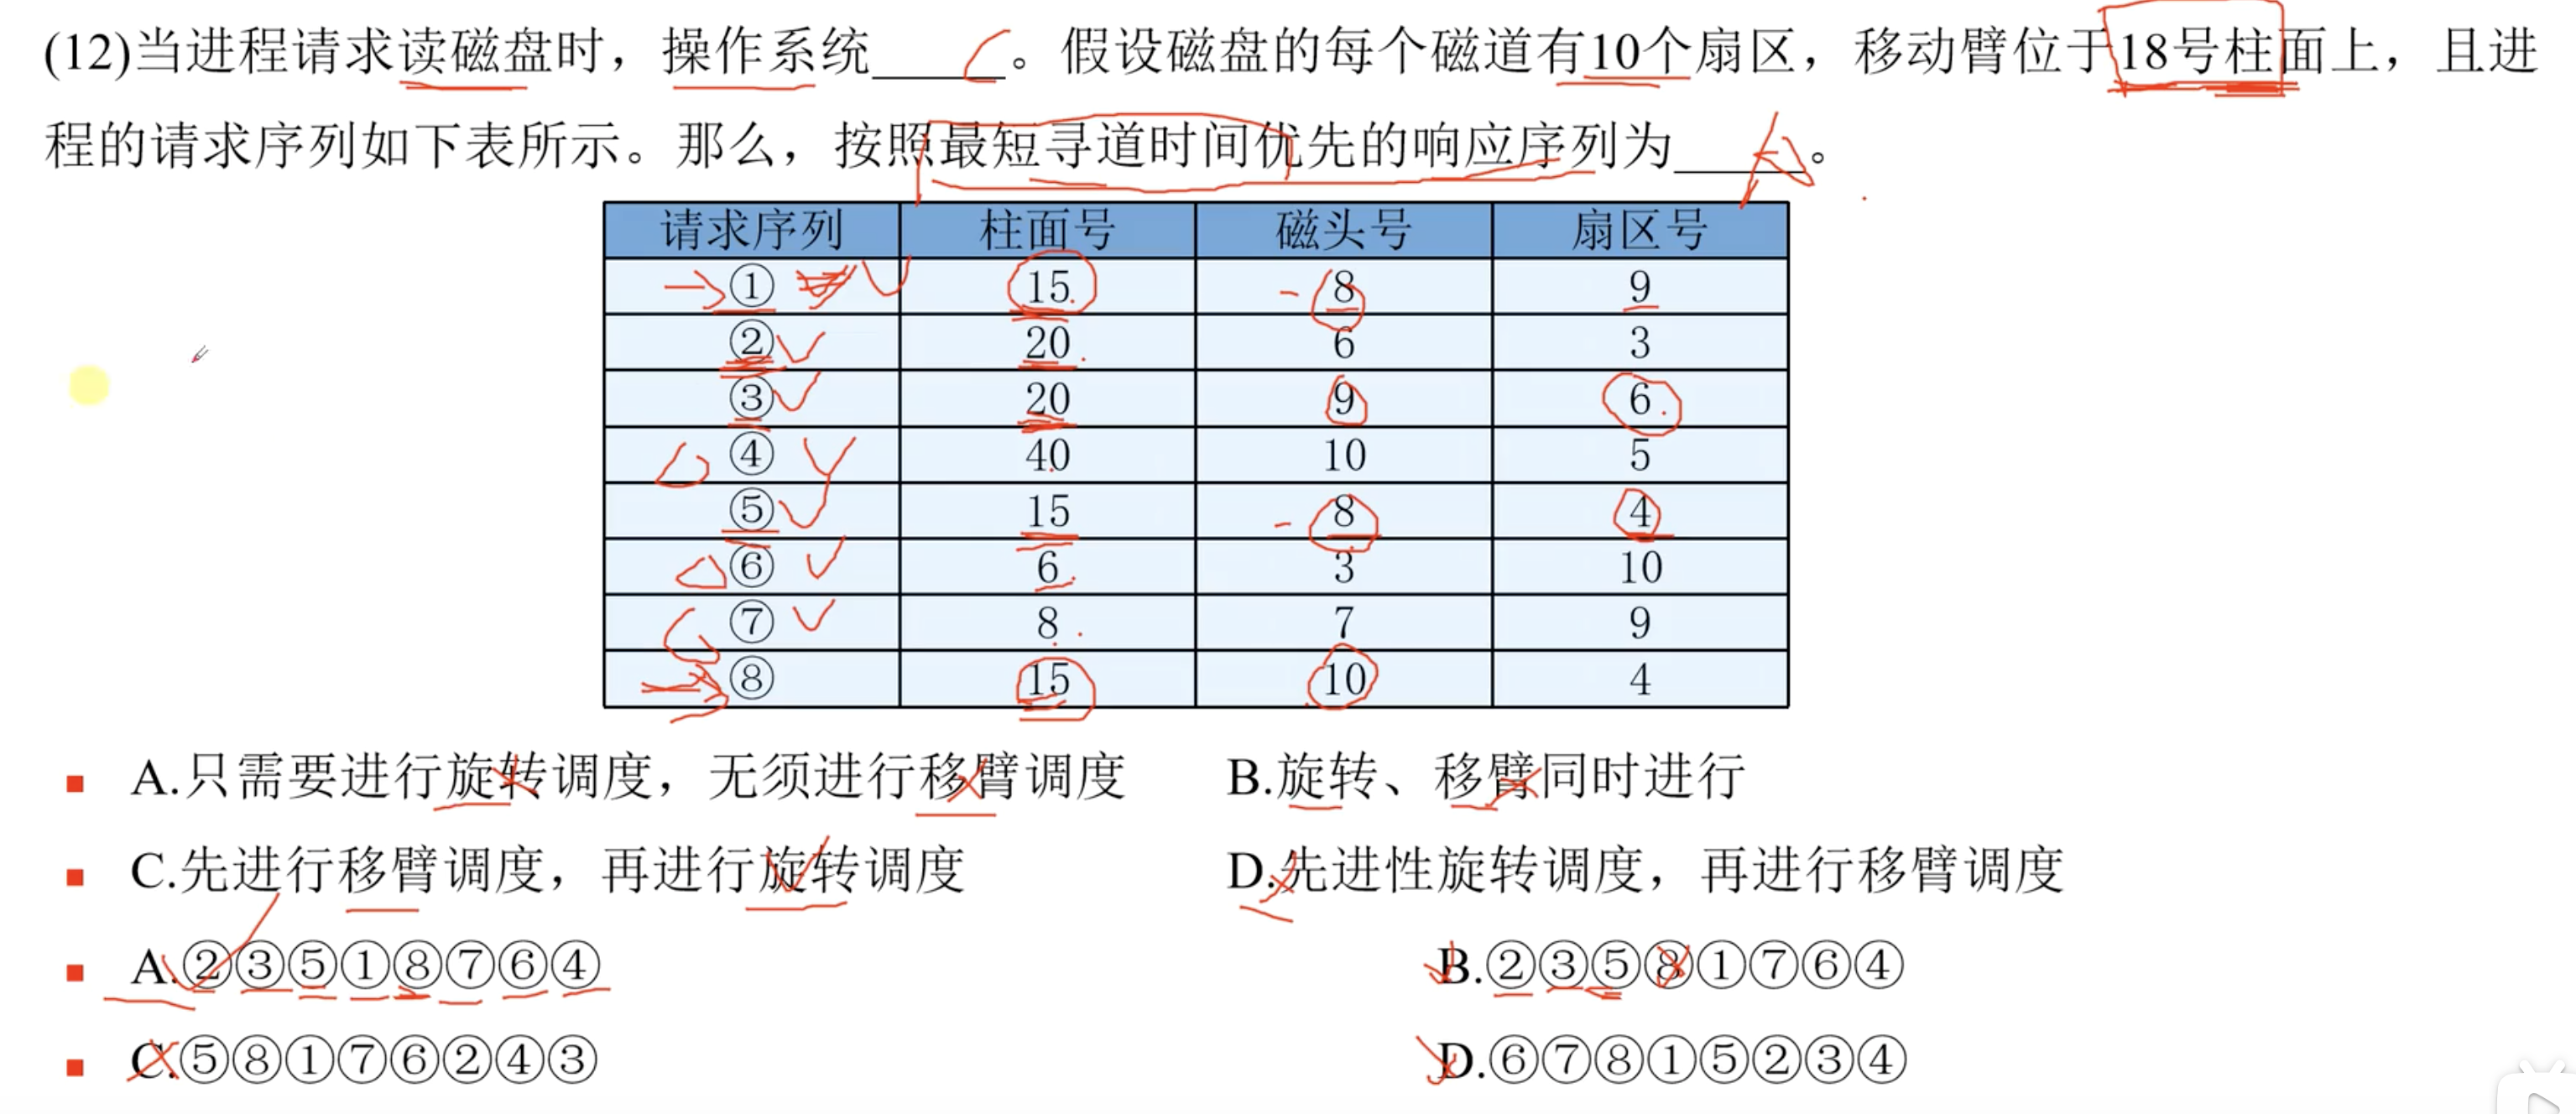 (12)当进程请求读磁盘时，操作系统_____。假设磁盘的每个磁道有10个扇区，移动臂位于18号柱面上，且进
程的请求序列如下表所示。那么，按照最短寻道时间优先的响应序列为_____。
请求序列 柱面号 磁头号 扇区号
① 15 8 9
② 20 6 3
③ 20 9 6
④ 40 10 5
⑤ 15 8 4
⑥ 6 3 10
⑦ 8 7 9
⑧ 15 10 4
A.只需要进行旋转调度，无须进行移臂调度 B.旋转、移臂同时进行
C.先进行移臂调度，再进行旋转调度 D.先进性旋转调度，再进行移臂调度
A.②③⑤①⑧⑦⑥④ B.②③⑤⑧①⑦⑥④
C.⑤⑧①⑦⑥②④③ D.⑥⑦⑧①⑤②③④